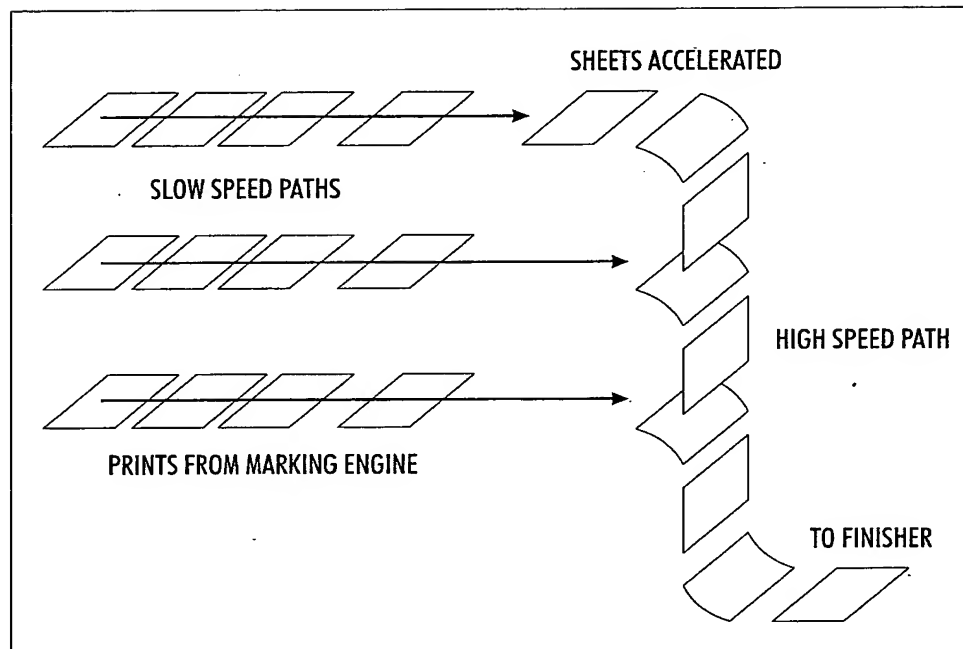 SHEETS ACCELERATED
SLOW SPEED PATHS
HIGH SPEED PATH
PRINTS FROM MARKING ENGINE
TO FINISHER